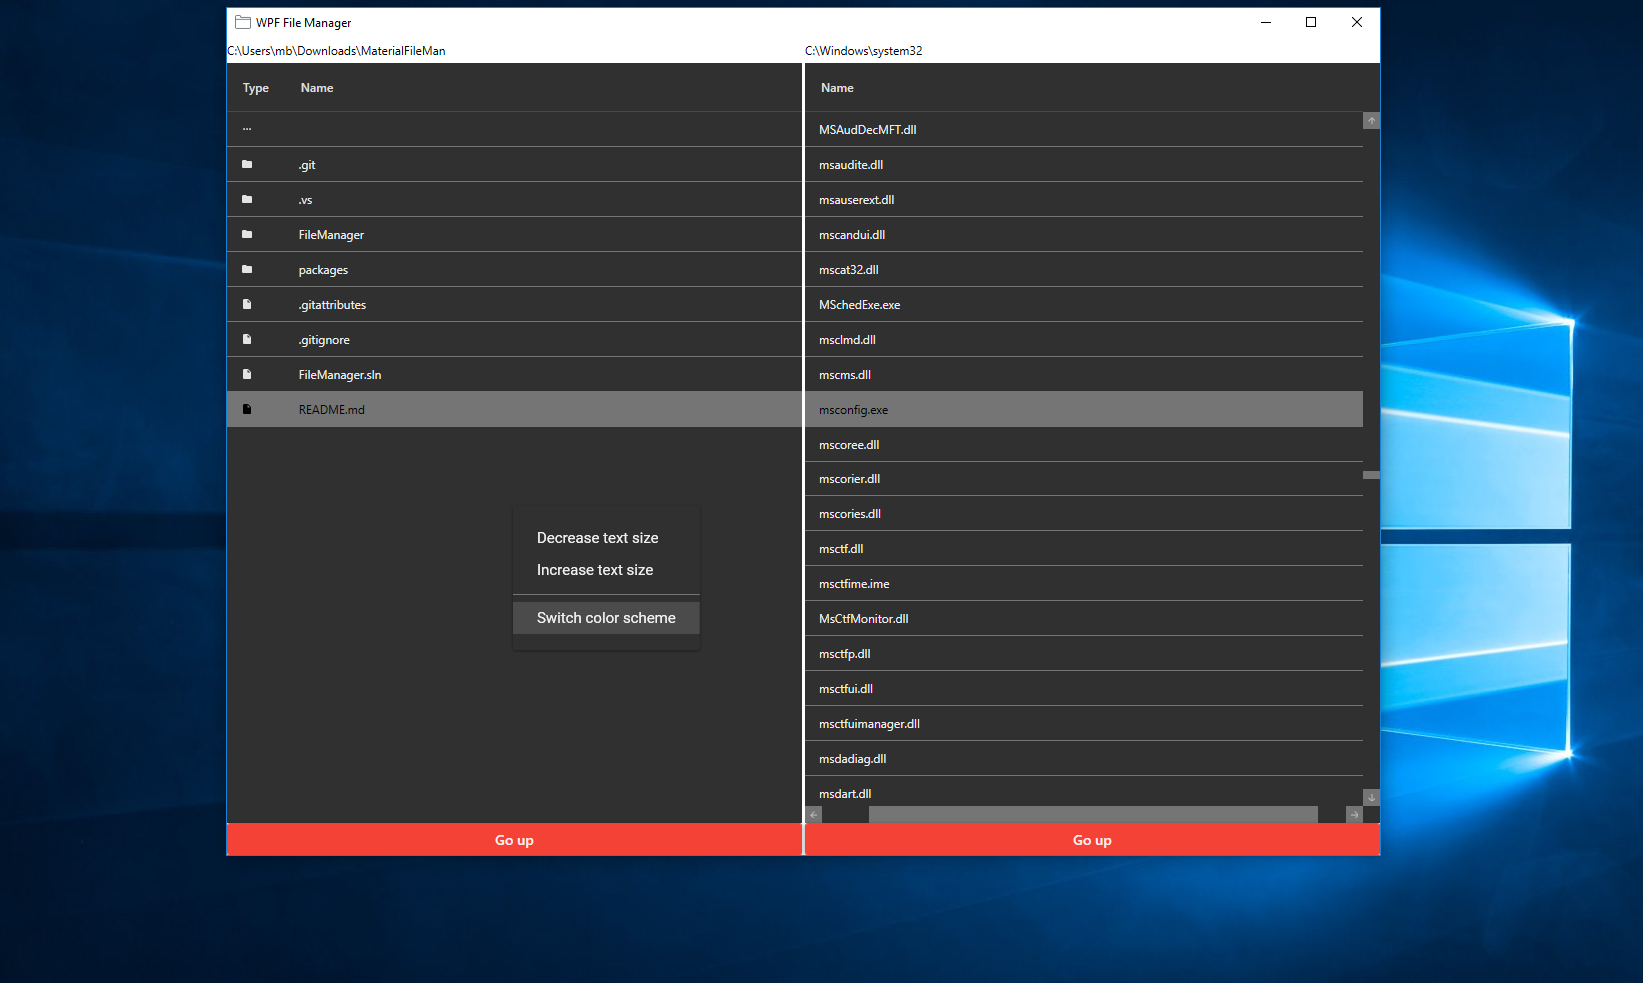 WPF File Manager
C:\Users\mb\Downloads\MaterialFileMan
Type Name
...
.git
.vs
FileManager
packages
.gitattributes
.gitignore
FileManager.sln
README.md
Decrease text size
Increase text size
Switch color scheme
Go up
C:\Windows\system32
Name
MSAudDecMFT.dll
msaudite.dll
msauserext.dll
mscandui.dll
mscat32.dll
MSchedExe.exe
msclmd.dll
mscms.dll
msconfig.exe
mscoree.dll
mscorier.dll
mscories.dll
msctf.dll
msctfime.ime
MsCtfMonitor.dll
msctfp.dll
msctfui.dll
msctfuimanager.dll
msdadiag.dll
msdart.dll
Go up